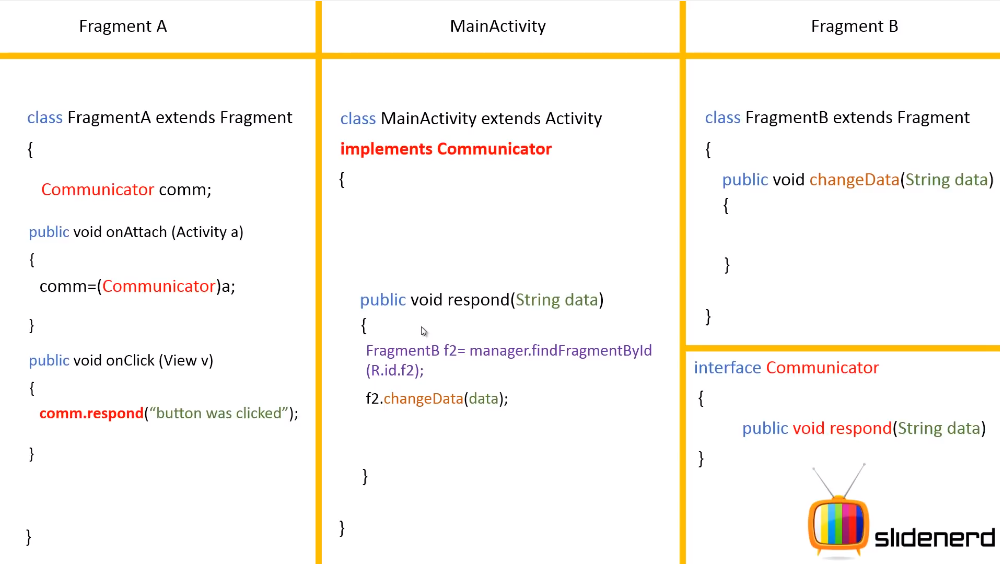 Fragment A
MainActivity
Fragment B
class FragmentA extends Fragment
{
Communicator comm;
public void onAttach (Activity a)
{
comm=(Communicator)a;
}
public void onClick (View v)
{
comm.respond(“button was clicked”);
}
}
class MainActivity extends Activity
implements Communicator
{
public void respond(String data)
{
FragmentB f2= manager.findFragmentById
(R.id.f2);
f2.changeData(data);
}
}
class FragmentB extends Fragment
{
public void changeData(String data)
{
}
}
interface Communicator
{
public void respond(String data)
}
slidenerd